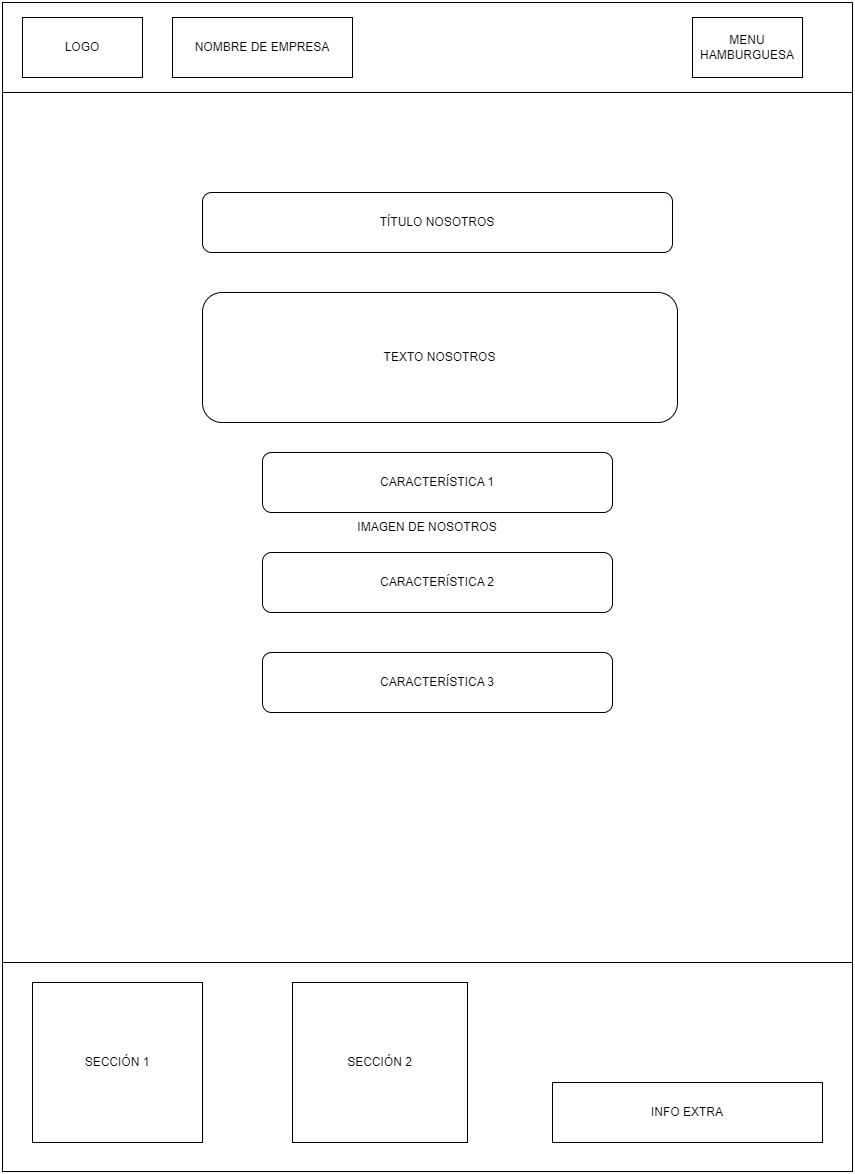 LOGO
NOMBRE DE EMPRESA
MENU
HAMBURGUESA
TÍTULO NOSOTROS
TEXTO NOSOTROS
CARACTERÍSTICA 1
IMAGEN DE NOSOTROS
CARACTERÍSTICA 2
CARACTERÍSTICA 3
SECCIÓN 1
SECCIÓN 2
INFO EXTRA